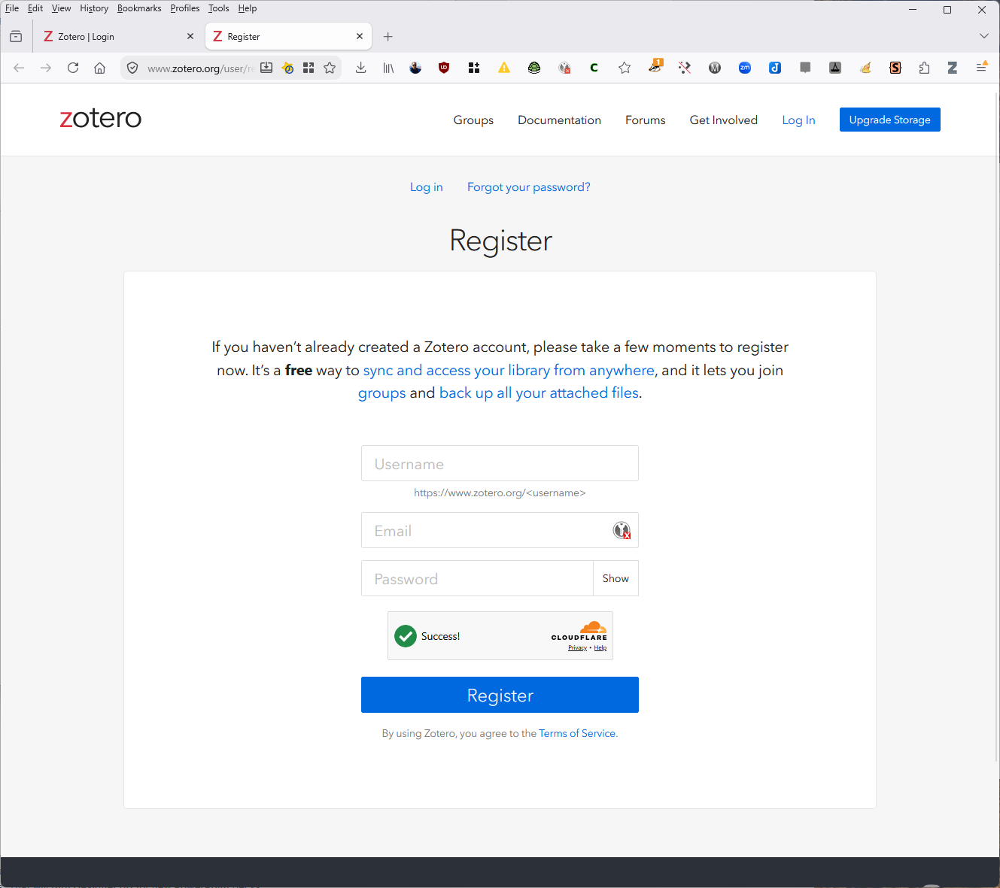 File Edit View History Bookmarks Profiles Tools Help
Zotero | Login
Register
www.zotero.org/user/re
1
zotero
Groups Documentation Forums Get Involved Log In Upgrade Storage
Log in Forgot your password?
Register
If you haven’t already created a Zotero account, please take a few moments to register
now. It’s a free way to sync and access your library from anywhere, and it lets you join
groups and back up all your attached files.
Username
https://www.zotero.org/<username>
Email
Password Show
Success!
CLOUDFLARE
Privacy • Help
Register
By using Zotero, you agree to the Terms of Service.